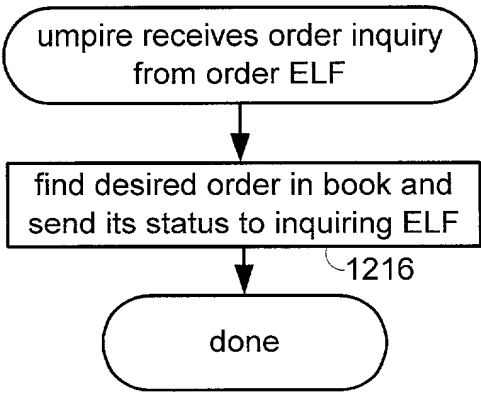 umpire receives order inquiry
from order ELF
find desired order in book and
send its status to inquiring ELF
1216
done